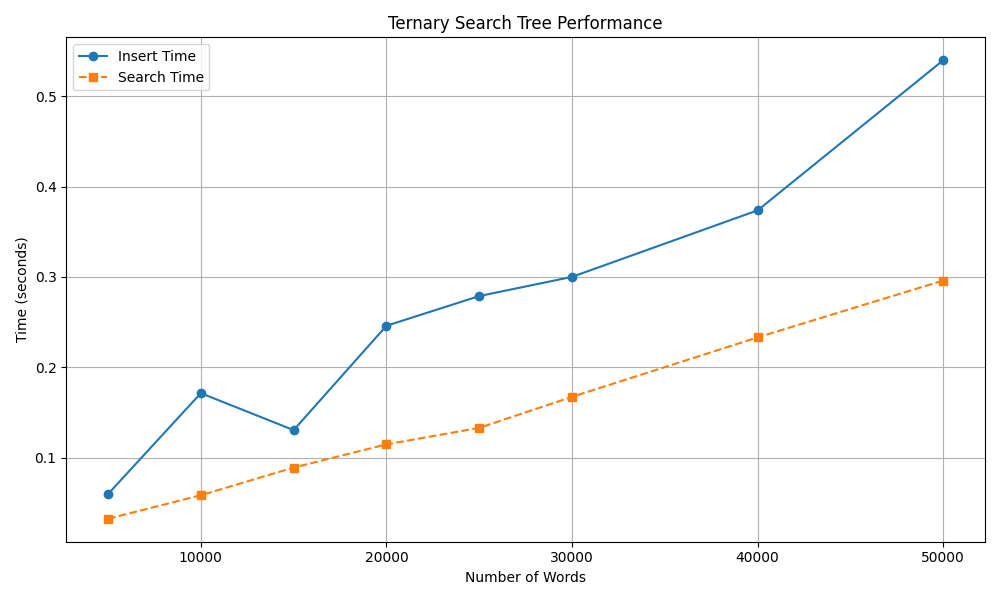 Ternary Search Tree Performance
Insert Time
Search Time
Time (seconds)
0.5
0.4
0.3
0.2
0.1
10000
20000
30000
40000
50000
Number of Words